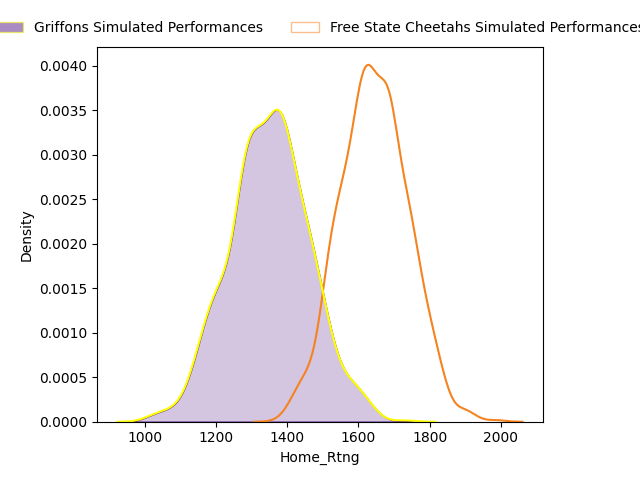 Griffons Simulated Performances
Free State Cheetahs Simulated Performances
0.0040
0.0035
0.0030
0.0025
0.0020
0.0015
0.0010
0.0005
0.0000
Density
1000 1200 1400 1600 1800 2000
Home_Rtng